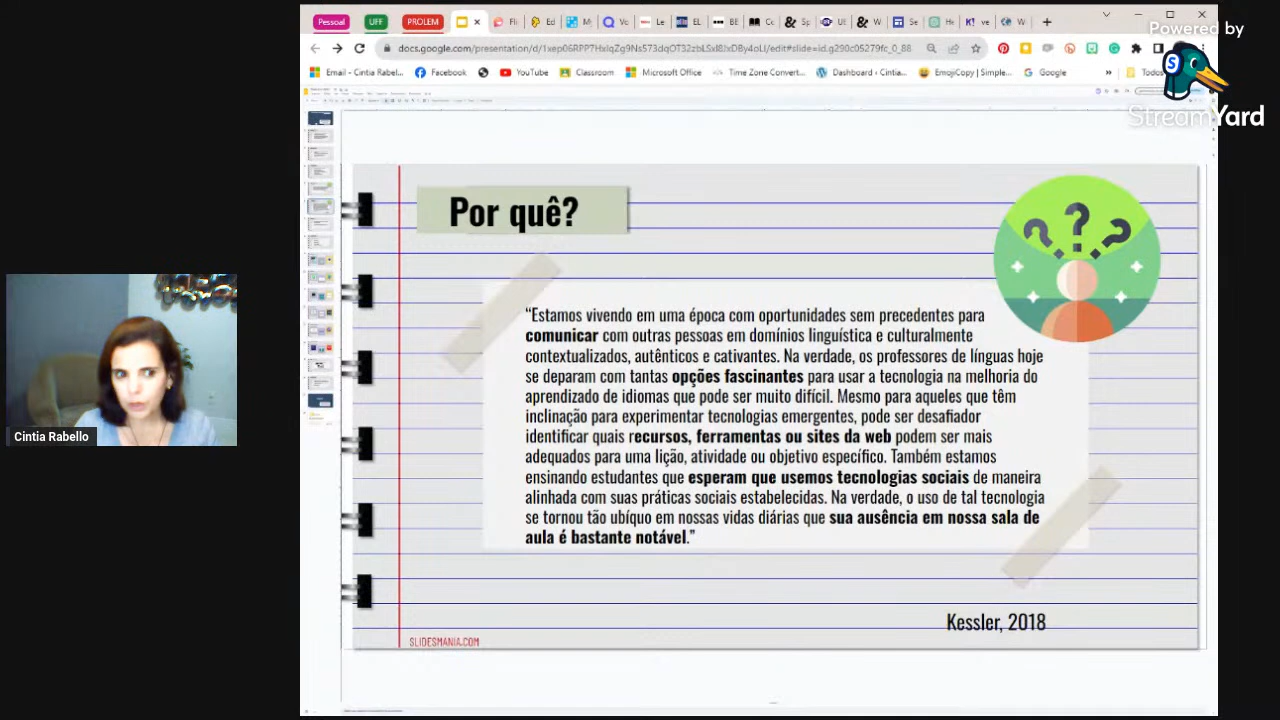 Pessoal
UFF
PROLEM
Powered by
StreamYard
docs.google.com/presentation/d/
Email - Cintia Rabel...
Facebook
YouTube
Classroom
Microsoft Office
Time Zone Convert...
Dashboard ‹ Cintia...
EmojiCopy | Simple...
Google
»
Todos
Por quê?
“Estamos vivendo em uma época com oportunidades sem precedentes para
comunicar com outras pessoas em domínios linguística e culturalmente
contextualizados, autênticos e cativantes. Na verdade, os professores de línguas hoje
se deparam com tantas opções fascinantes para usar a tecnologia na melhoria do
aprendizado de idiomas que pode ser muito difícil. Mesmo para aqueles que têm
inclinação para experimentar tecnologias emergentes, pode ser desafiador
identificar quais recursos, ferramentas ou sites da web podem ser mais
adequados para uma lição, atividade ou objetivo específico. Também estamos
ensinando estudantes que esperam que usemos tecnologias sociais de maneira
alinhada com suas práticas sociais estabelecidas. Na verdade, o uso de tal tecnologia
se tornou tão ubíquo em nossas vidas diárias que sua ausência em nossa sala de
aula é bastante notável.”
Kessler, 2018
SLIDESMANIA.COM
Cintia Rabello